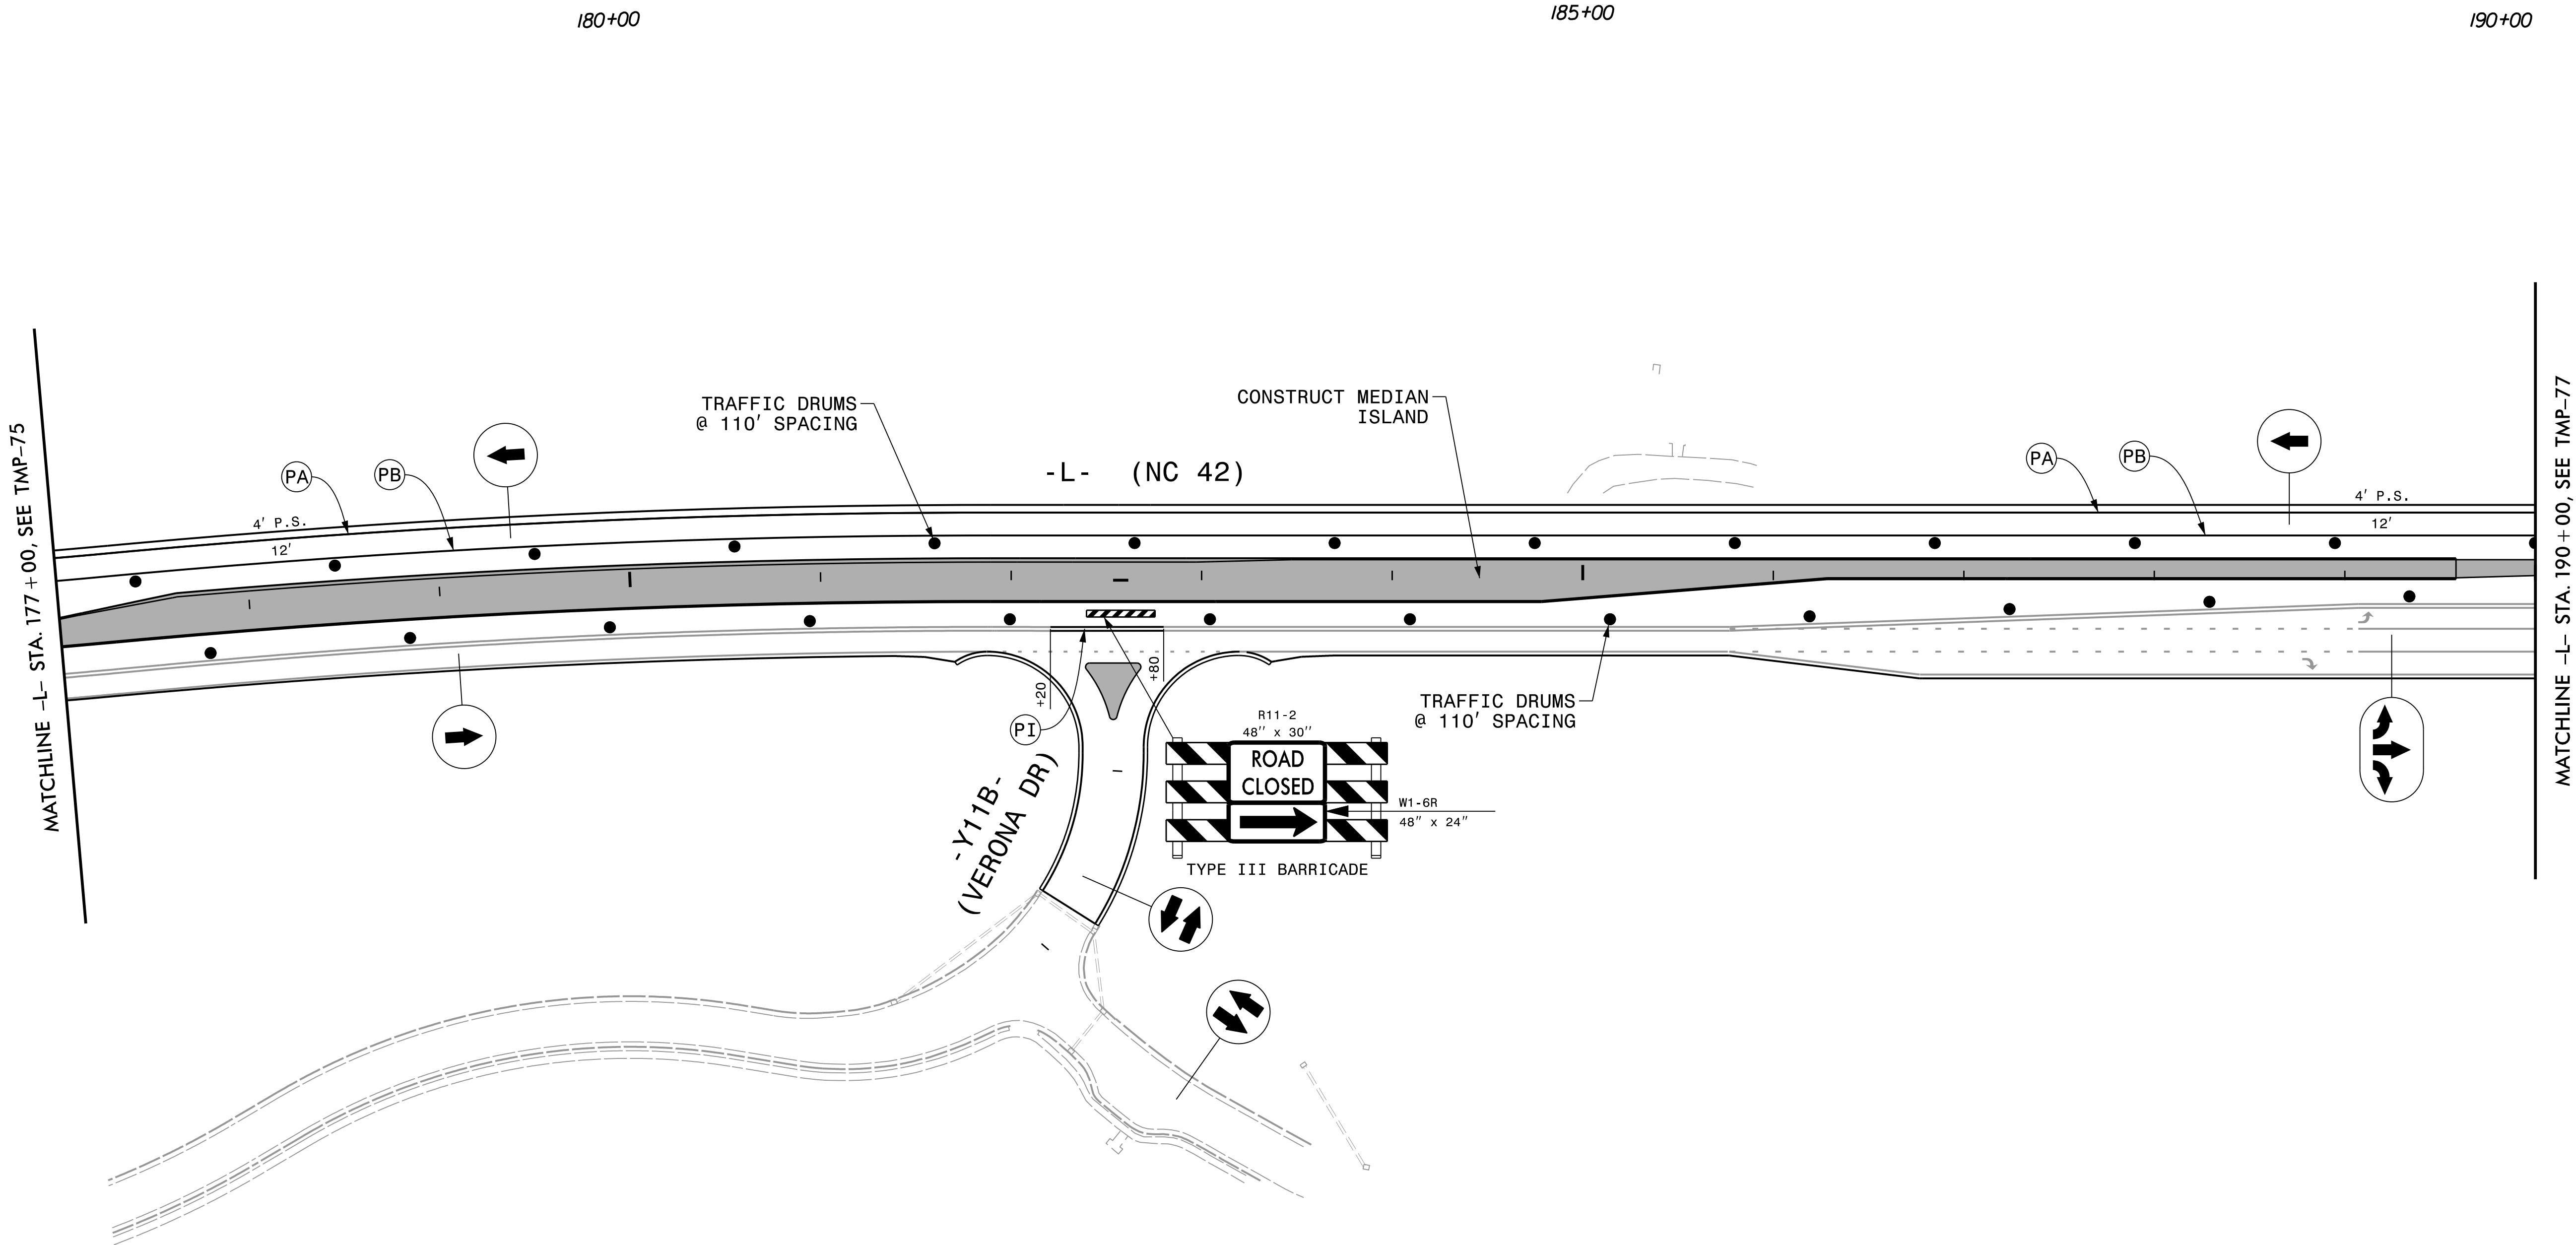 180+00
185+00
190+00
MATCHLINE -L- STA. 177+00, SEE TMP-75
MATCHLINE -L- STA. 190+00, SEE TMP-77
TRAFFIC DRUMS
@ 110' SPACING
CONSTRUCT MEDIAN
ISLAND
-L- (NC 42)
PA
PB
PA
PB
4' P.S.
12'
4' P.S.
12'
+20
+80
PI
TRAFFIC DRUMS
@ 110' SPACING
R11-2
48" x 30"
ROAD
CLOSED
W1-6R
48" x 24"
TYPE III BARRICADE
-Y11B-
(VERONA DR)